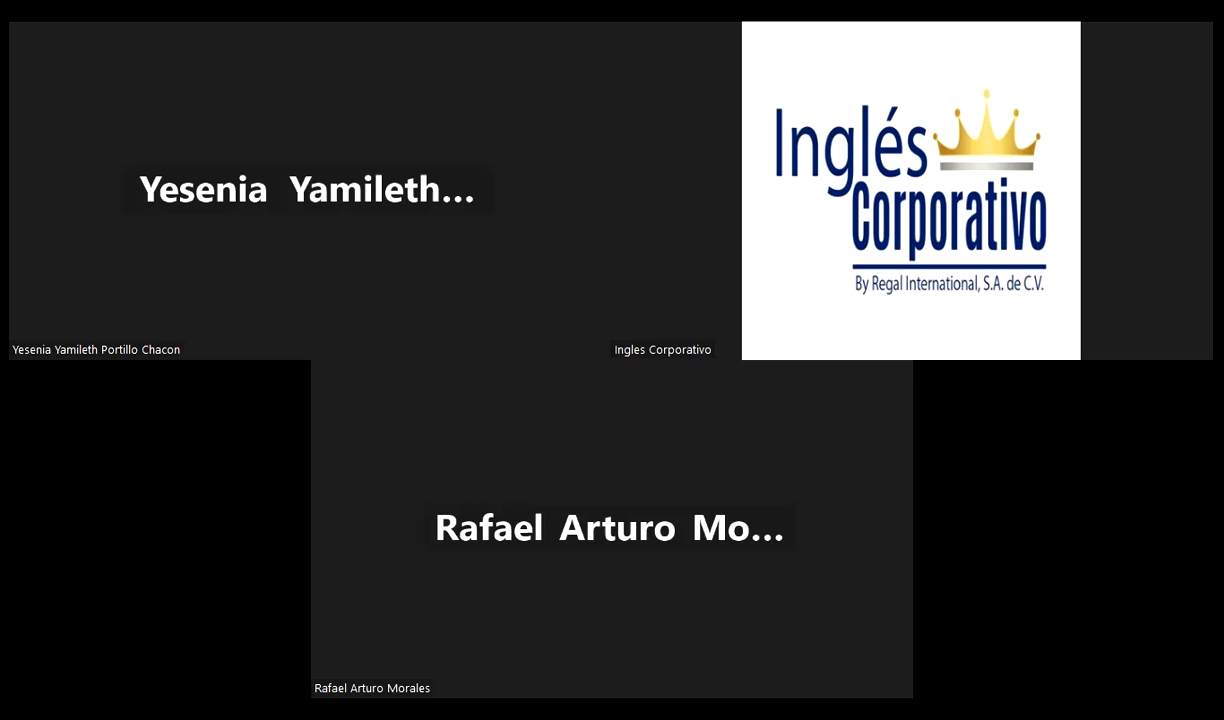 Yesenia Yamileth...
Yesenia Yamileth Portillo Chacon
Inglés
Corporativo
By Regal International, S.A. de C.V.
Ingles Corporativo
Rafael Arturo Mo...
Rafael Arturo Morales